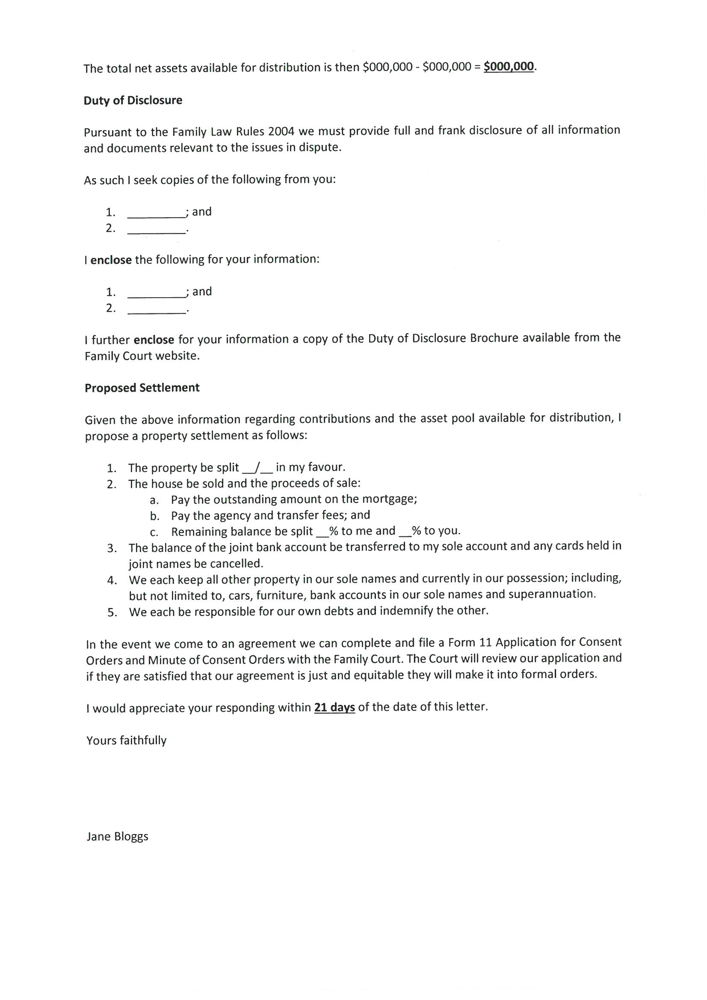 The total net assets available for distribution is then $000,000 - $000,000 = $000,000.
Duty of Disclosure
Pursuant to the Family Law Rules 2004 we must provide full and frank disclosure of all information
and documents relevant to the issues in dispute.
As such I seek copies of the following from you:
1. _________; and
2. _________.
I enclose the following for your information:
1. _________; and
2. _________.
I further enclose for your information a copy of the Duty of Disclosure Brochure available from the
Family Court website.
Proposed Settlement
Given the above information regarding contributions and the asset pool available for distribution, I
propose a property settlement as follows:
1. The property be split __/__ in my favour.
2. The house be sold and the proceeds of sale:
a. Pay the outstanding amount on the mortgage;
b. Pay the agency and transfer fees; and
c. Remaining balance be split __% to me and __% to you.
3. The balance of the joint bank account be transferred to my sole account and any cards held in
joint names be cancelled.
4. We each keep all other property in our sole names and currently in our possession; including,
but not limited to, cars, furniture, bank accounts in our sole names and superannuation.
5. We each be responsible for our own debts and indemnify the other.
In the event we come to an agreement we can complete and file a Form 11 Application for Consent
Orders and Minute of Consent Orders with the Family Court. The Court will review our application and
if they are satisfied that our agreement is just and equitable they will make it into formal orders.
I would appreciate your responding within 21 days of the date of this letter.
Yours faithfully
Jane Bloggs